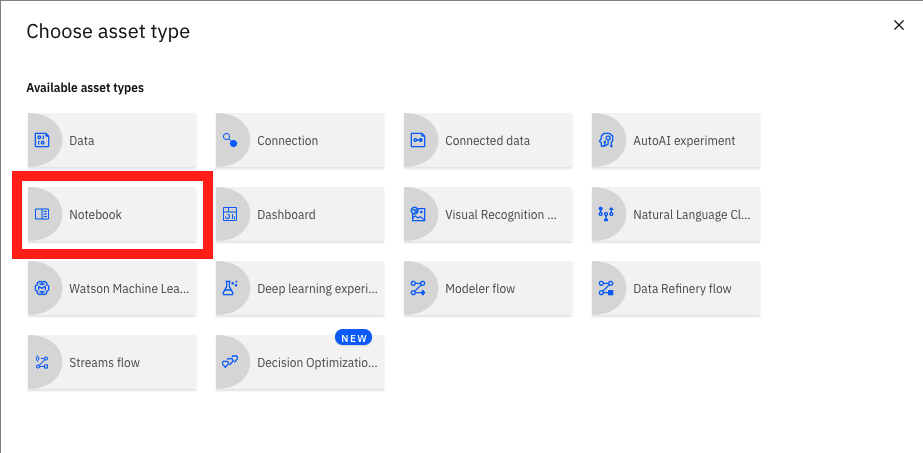 Choose asset type
Available asset types
Data
Connection
Connected data
AutoAI experiment
Notebook
Dashboard
Visual Recognition ...
Natural Language Cl...
Watson Machine Lea...
Deep learning experi...
Modeler flow
Data Refinery flow
Streams flow
NEW
Decision Optimizatio...